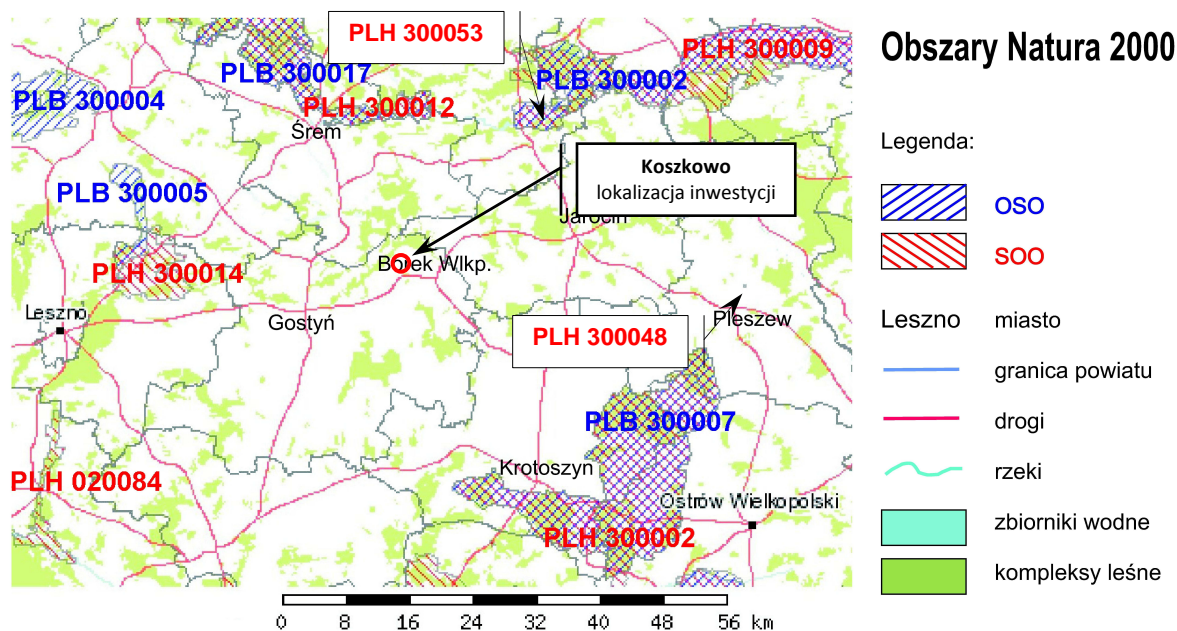 PLH 300053
PLH 300009
Obszary Natura 2000
PLB 300017
PLB 300002
PLB 300004
PLH 300012
Śrem
Legenda:
Koszkowo
lokalizacja inwestycji
PLB 300005
OSO
Jarocin
SOO
PLH 300014
Borek Wlkp.
Leszno
Gostyń
Pleszew
Leszno miasto
PLH 300048
granica powiatu
PLB 300007
drogi
Krotoszyn
rzeki
PLH 020084
Ostrów Wielkopolski
zbiorniki wodne
PLH 300002
kompleksy leśne
0 8 16 24 32 40 48 56 km